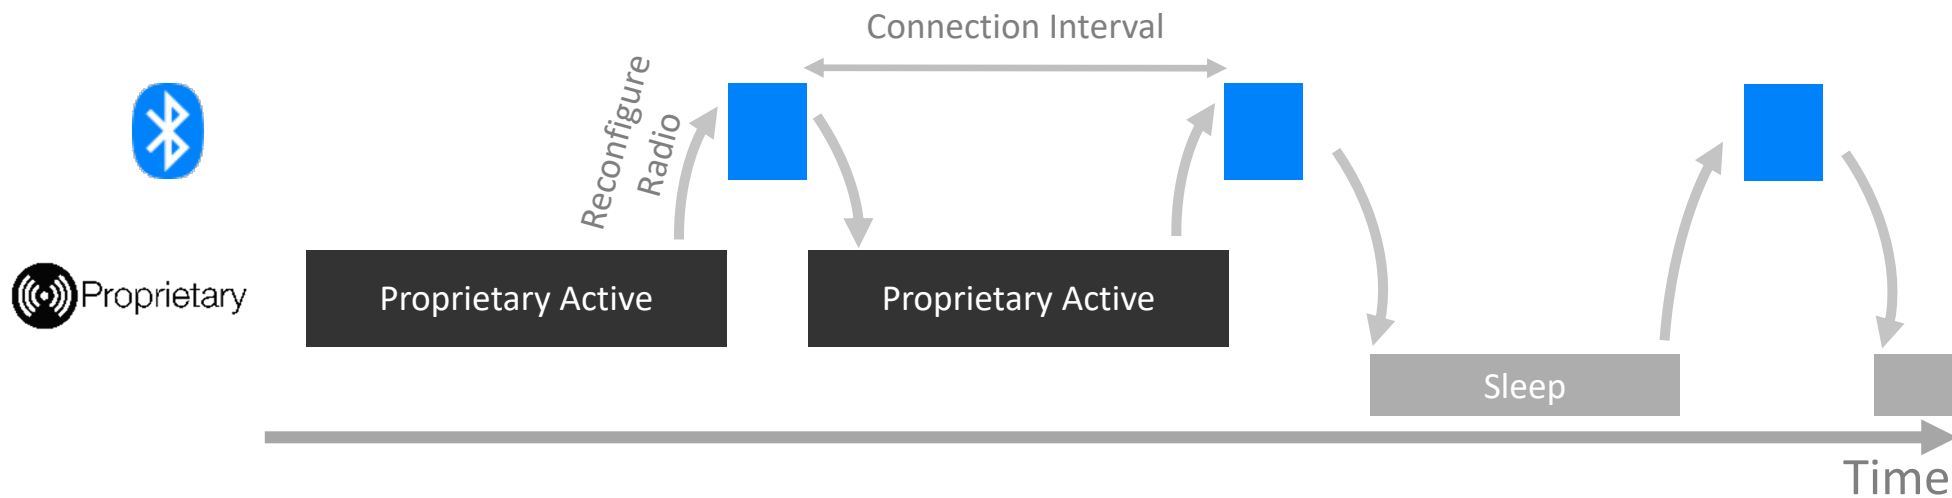 Connection Interval
Reconfigure
Radio
Proprietary
Proprietary Active
Proprietary Active
Sleep
Time